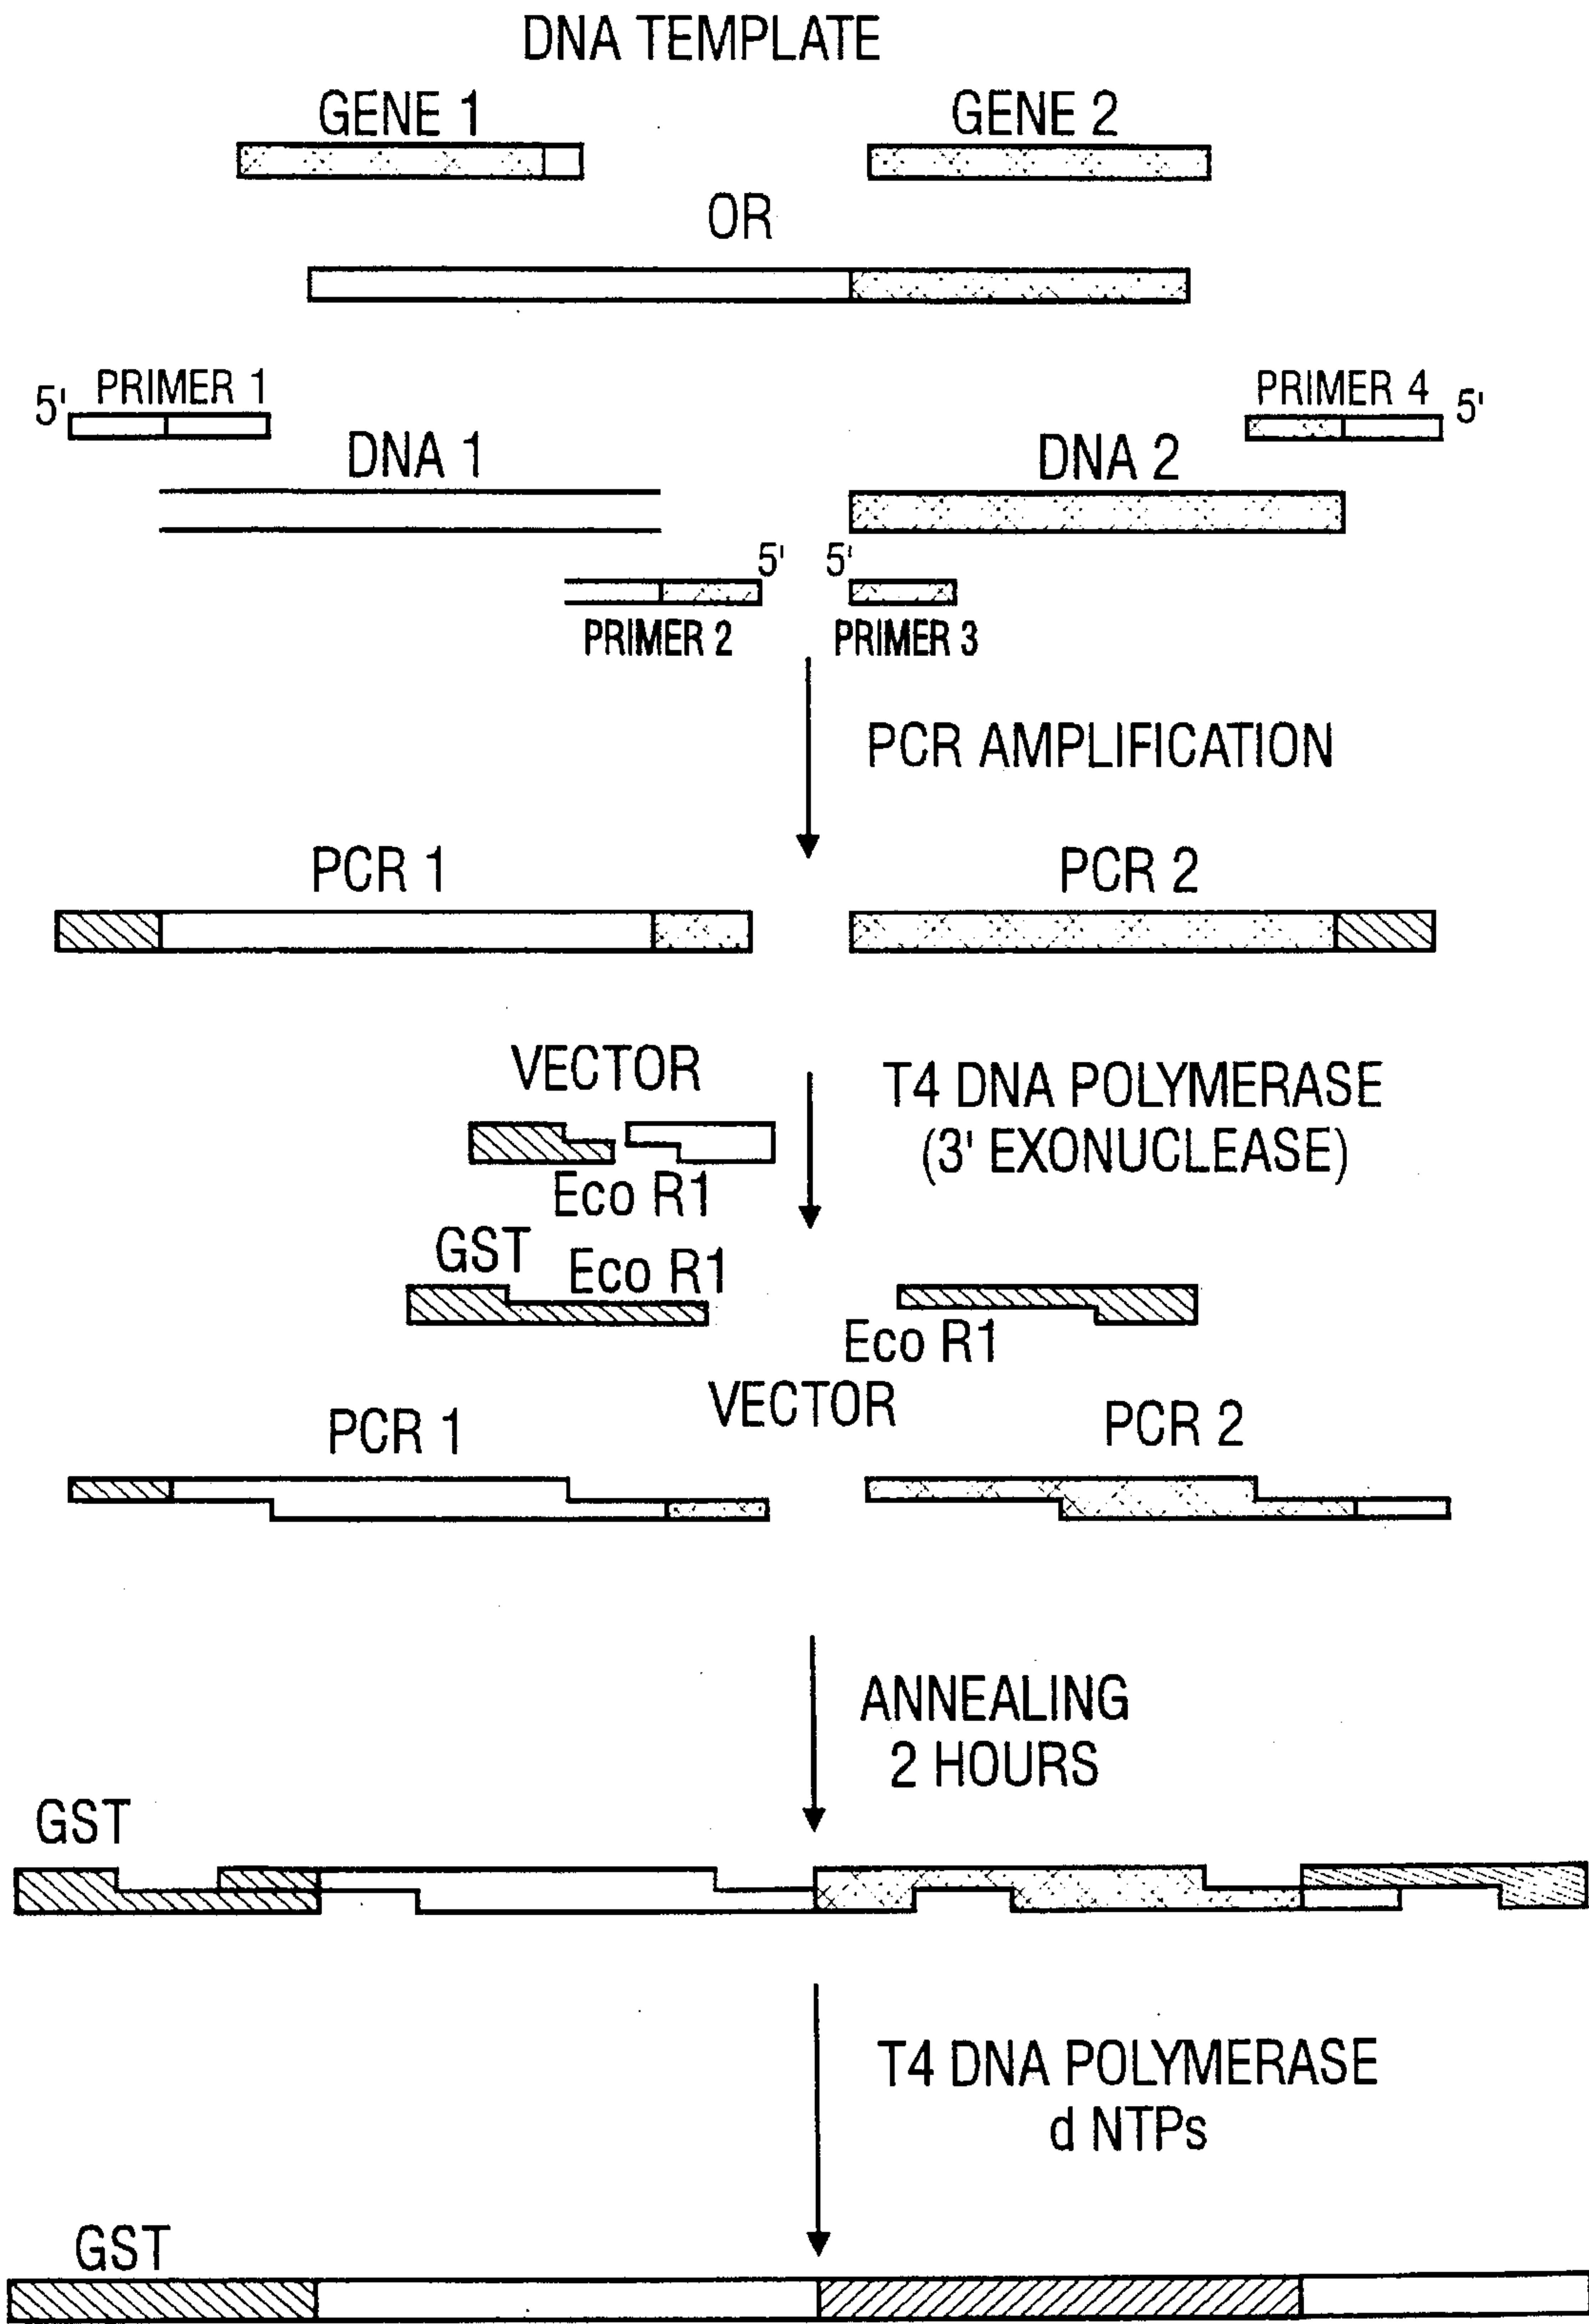 DNA TEMPLATE
GENE 1
GENE 2
OR
5' PRIMER 1
PRIMER 4 5'
DNA 1
DNA 2
5'
5'
PRIMER 2
PRIMER 3
PCR AMPLIFICATION
PCR 1
PCR 2
VECTOR
T4 DNA POLYMERASE
(3' EXONUCLEASE)
Eco R1
GST
Eco R1
Eco R1
VECTOR
PCR 1
PCR 2
ANNEALING
2 HOURS
GST
T4 DNA POLYMERASE
d NTPs
GST